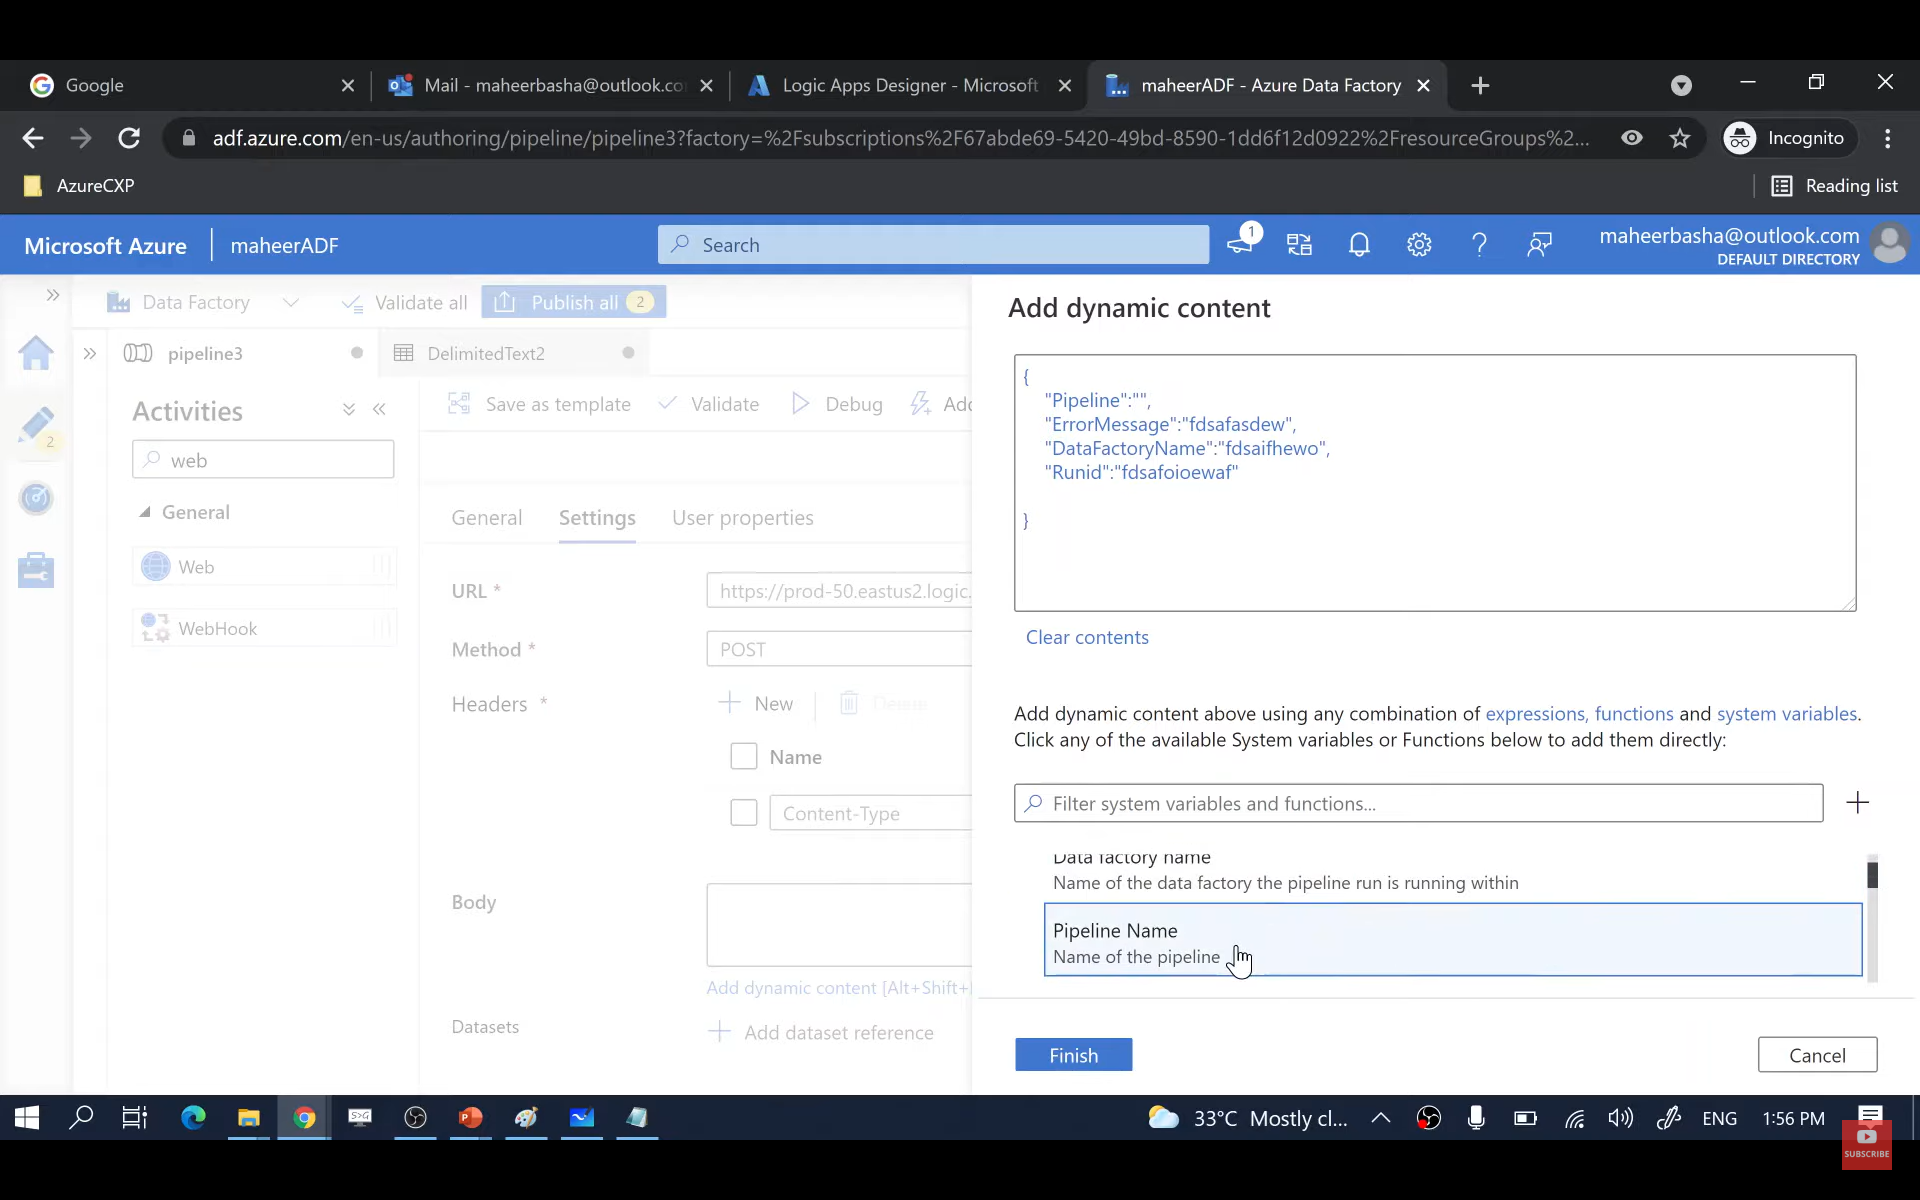 Google
Mail - maheerbasha@outlook.co
Logic Apps Designer - Microsoft
maheerADF - Azure Data Factory
adf.azure.com/en-us/authoring/pipeline/pipeline3?factory=%2Fsubscriptions%2F67abde69-5420-49bd-8590-1dd6f12d0922%2FresourceGroups%2...
Incognito
AzureCXP
Reading list
Microsoft Azure
maheerADF
Search
1
maheerbasha@outlook.com
DEFAULT DIRECTORY
Data Factory
Validate all
Publish all 2
pipeline3
DelimitedText2
Activities
2
web
General
Web
WebHook
Save as template
Validate
Debug
Add
General
Settings
User properties
URL *
https://prod-50.eastus2.logic.
Method *
POST
Headers *
New
Delete
Name
Content-Type
Body
Add dynamic content [Alt+Shift+
Datasets
Add dataset reference
Add dynamic content
{
"Pipeline":"",
"ErrorMessage":"fdsafasdew",
"DataFactoryName":"fdsaifhewo",
"Runid":"fdsafoioewaf"
}
Clear contents
Add dynamic content above using any combination of expressions, functions and system variables.
Click any of the available System variables or Functions below to add them directly:
Filter system variables and functions...
Data factory name
Name of the data factory the pipeline run is running within
Pipeline Name
Name of the pipeline
Finish
Cancel
33°C Mostly cl...
ENG
1:56 PM
SUBSCRIBE